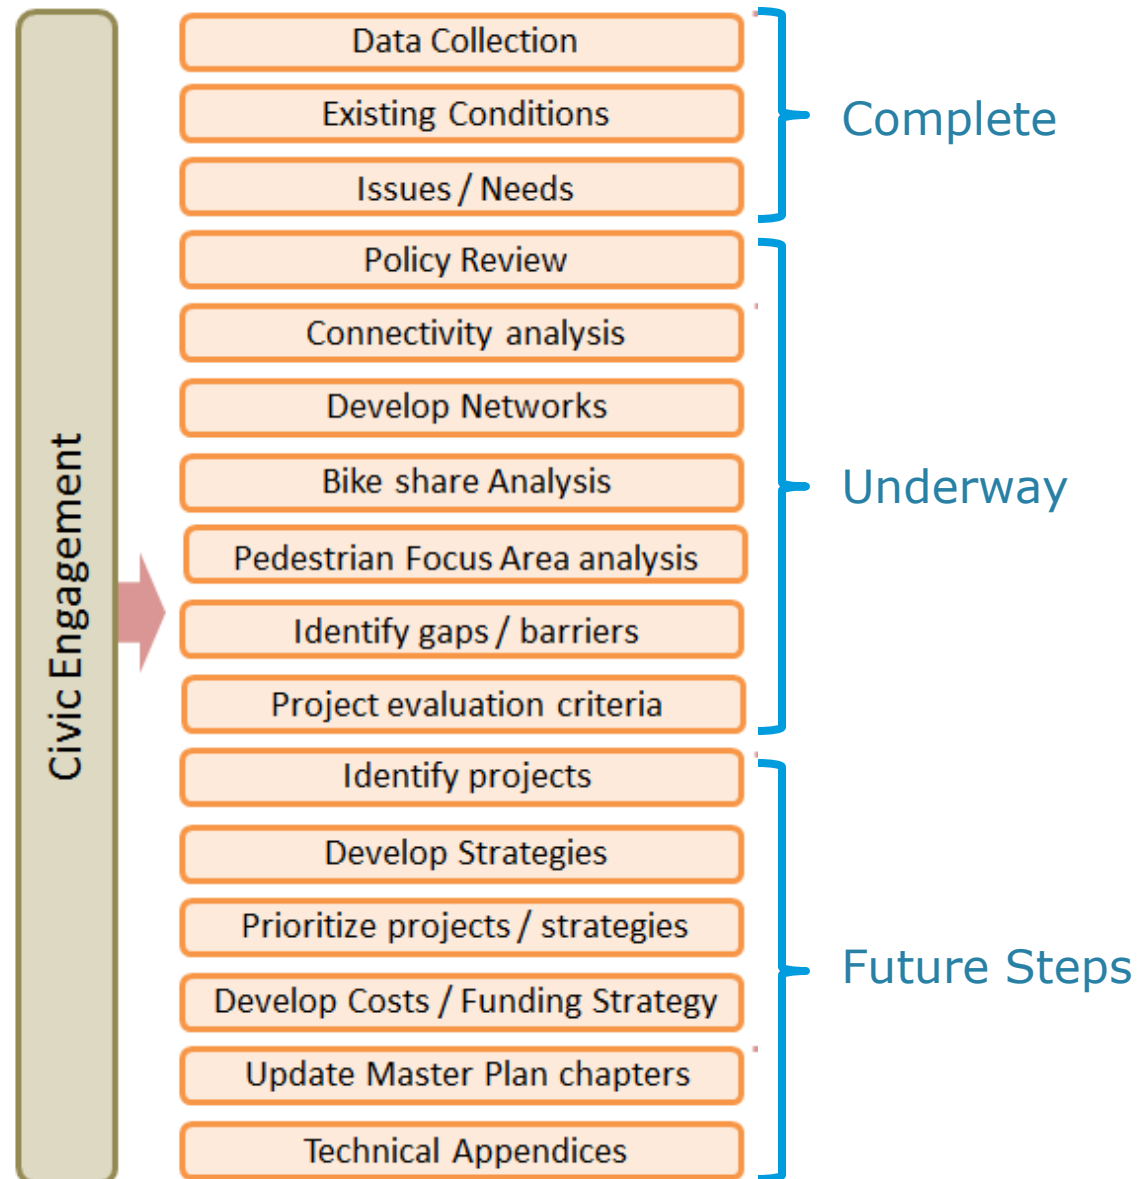 Civic Engagement
Data Collection
Existing Conditions
Issues / Needs
Complete
Policy Review
Connectivity analysis
Develop Networks
Bike share Analysis
Pedestrian Focus Area analysis
Identify gaps / barriers
Project evaluation criteria
Underway
Identify projects
Develop Strategies
Prioritize projects / strategies
Develop Costs / Funding Strategy
Update Master Plan chapters
Technical Appendices
Future Steps